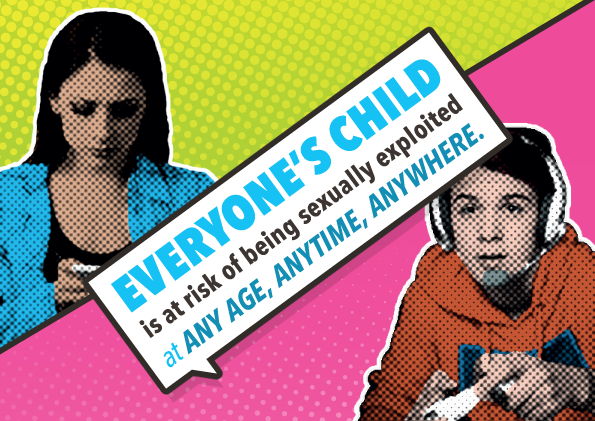 EVERYONE'S CHILD
is at risk of being sexually exploited
at ANY AGE, ANYTIME, ANYWHERE.